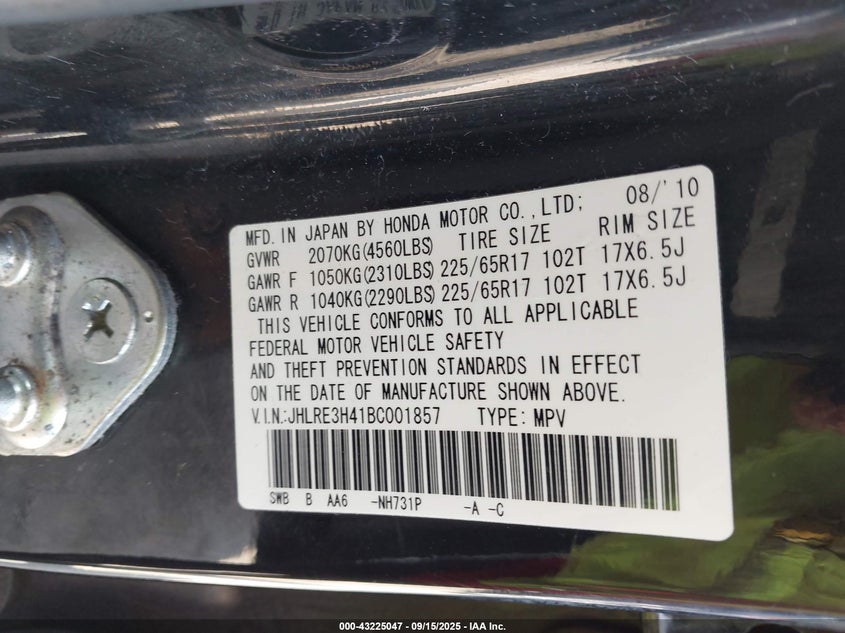 MFD. IN JAPAN BY HONDA MOTOR CO.,LTD; 08/'10
GVWR 2070KG(4560LBS) TIRE SIZE RIM SIZE
GAWR F 1050KG(2310LBS) 225/65R17 102T 17X6.5J
GAWR R 1040KG(2290LBS) 225/65R17 102T 17X6.5J
THIS VEHICLE CONFORMS TO ALL APPLICABLE
FEDERAL MOTOR VEHICLE SAFETY
AND THEFT PREVENTION STANDARDS IN EFFECT
ON THE DATE OF MANUFACTURE SHOWN ABOVE.
V.I.N.:JHLRE3H41BC001857 TYPE: MPV
SWB B AA6 -NH731P -A -C
000-43225047 - 09/15/2025 - IAA Inc.